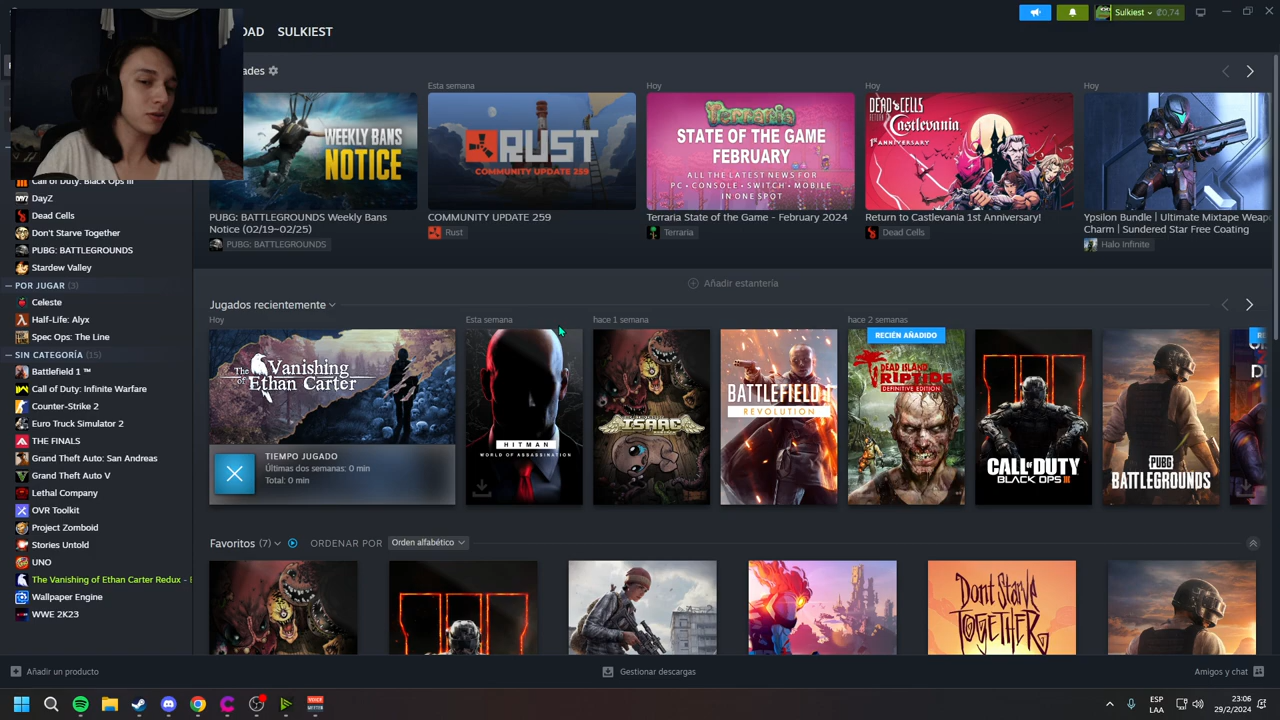 DAD SULKIEST
Sulkiest ₡0,74
ades
Esta semana
Hoy
Hoy
Hoy
WEEKLY BANS
NOTICE
RUST
COMMUNITY UPDATE 259
Terraria
STATE OF THE GAME
FEBRUARY
ALL THE LATEST NEWS FOR
PC • CONSOLE • SWITCH • MOBILE
IN ONE SPOT
DEAD CELLS
RETURN TO
Castlevania
1ST ANNIVERSARY!
PUBG: BATTLEGROUNDS Weekly Bans
Notice (02/19–02/25)
PUBG: BATTLEGROUNDS
COMMUNITY UPDATE 259
Rust
Terraria State of the Game - February 2024
Terraria
Return to Castlevania 1st Anniversary!
Dead Cells
Ypsilon Bundle | Ultimate Mixtape Weapo
Charm | Sundered Star Free Coating
Halo Infinite
Call of Duty: Black Ops III
DayZ
Dead Cells
Don't Starve Together
PUBG: BATTLEGROUNDS
Stardew Valley
POR JUGAR (3)
Celeste
Half-Life: Alyx
Spec Ops: The Line
SIN CATEGORÍA (15)
Battlefield 1 ™
Call of Duty: Infinite Warfare
Counter-Strike 2
Euro Truck Simulator 2
THE FINALS
Grand Theft Auto: San Andreas
Grand Theft Auto V
Lethal Company
OVR Toolkit
Project Zomboid
Stories Untold
UNO
The Vanishing of Ethan Carter Redux - E
Wallpaper Engine
WWE 2K23
Añadir estantería
Jugados recientemente
Hoy
Esta semana
hace 1 semana
hace 2 semanas
The Vanishing
of Ethan Carter
TIEMPO JUGADO
Últimas dos semanas: 0 min
Total: 0 min
HITMAN
WORLD OF ASSASSINATION
ISAAC
BATTLEFIELD 1
REVOLUTION
RECIÉN AÑADIDO
DEAD ISLAND
RIPTIDE
DEFINITIVE EDITION
CALL OF DUTY
BLACK OPS III
PUBG
BATTLEGROUNDS
Favoritos (7)
ORDENAR POR
Orden alfabético
Dont Starve
TOGETHER
Añadir un producto
Gestionar descargas
Amigos y chat
VOICE
MEETER
ESP
LAA
23:06
29/2/2024